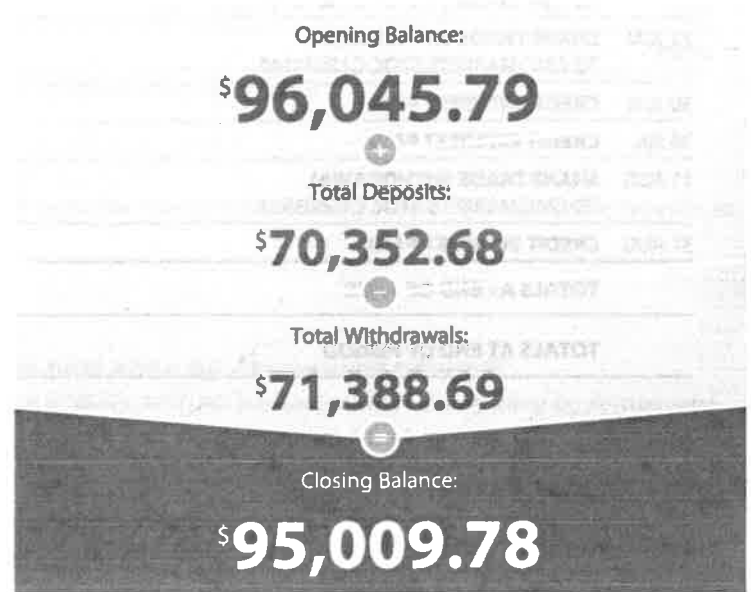 Opening Balance:
$96,045.79
+
Total Deposits:
$70,352.68
-
Total Withdrawals:
$71,388.69
=
Closing Balance:
$95,009.78